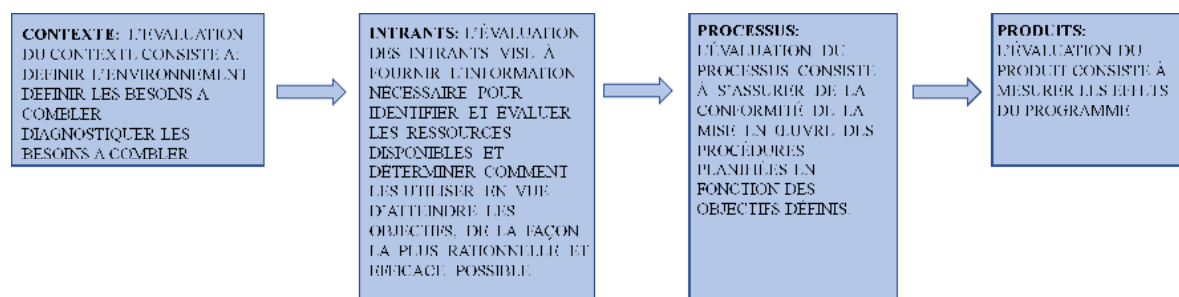 CONTEXTE: L'EVALUATION
DU CONTEXTE CONSISTE A:
DEFINIR L'ENVIRONNEMENT
DEFINIR LES BESOINS A
COMBLER
DIAGNOSTIQUER LES
BESOINS A COMBLER
INTRANTS: L'ÉVALUATION
DES INTRANTS VISE À
FOURNIR L'INFORMATION
NÉCESSAIRE POUR
IDENTIFIER ET ÉVALUER
LES RESSOURCES
DISPONIBLES ET
DÉTERMINER COMMENT
LES UTILISER EN VUE
D'ATTEINDRE LES
OBJECTIFS, DE LA FAÇON
LA PLUS RATIONNELLE ET
EFFICACE POSSIBLE
PROCESSUS:
L'ÉVALUATION DU
PROCESSUS CONSISTE
À S'ASSURER DE LA
CONFORMITÉ DE LA
MISE EN ŒUVRE DES
PROCÉDURES
PLANIFIÉES EN
FONCTION DES
OBJECTIFS DÉFINIS.
PRODUITS:
L'ÉVALUATION DU
PRODUIT CONSISTE À
MESURER LES EFFETS
DU PROGRAMME